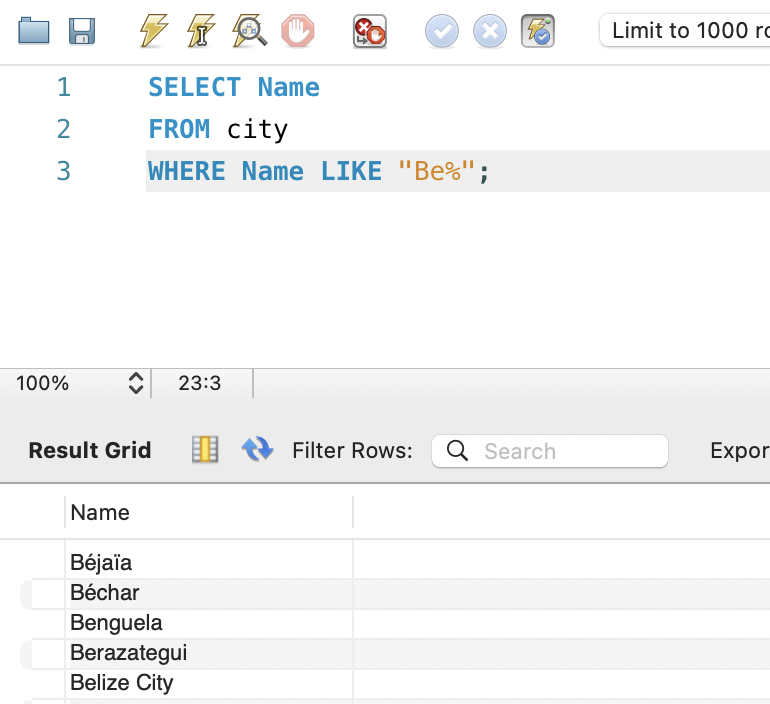 Limit to 1000 ro
1 SELECT Name
2 FROM city
3 WHERE Name LIKE "Be%";
100% 23:3
Result Grid Filter Rows: Search Expor
Name
Béjaïa
Béchar
Benguela
Berazategui
Belize City